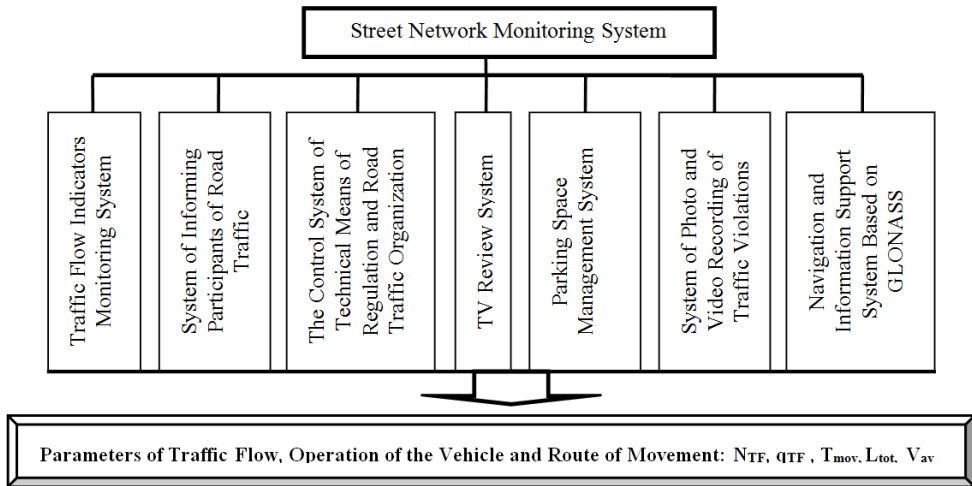 Street Network Monitoring System
Traffic Flow Indicators
Monitoring System
System of Informing
Participants of Road
Traffic
The Control System of
Technical Means of
Regulation and Road
Traffic Organization
TV Review System
Parking Space
Management System
System of Photo and
Video Recording of
Traffic Violations
Navigation and
Information Support
System Based on
GLONASS
Parameters of Traffic Flow, Operation of the Vehicle and Route of Movement: NTF, qTF , Tmov, Ltot, Vav